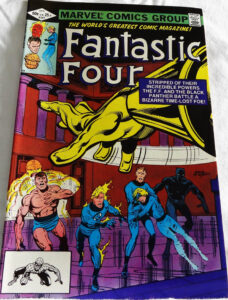 MARVEL COMICS GROUP
THE WORLD'S GREATEST COMIC MAGAZINE!
Fantastic
Four
STRIPPED OF THEIR
INCREDIBLE POWERS,
THE F.F. AND THE BLACK
PANTHER BATTLE A
BIZARRE TIME-LOST FOE!